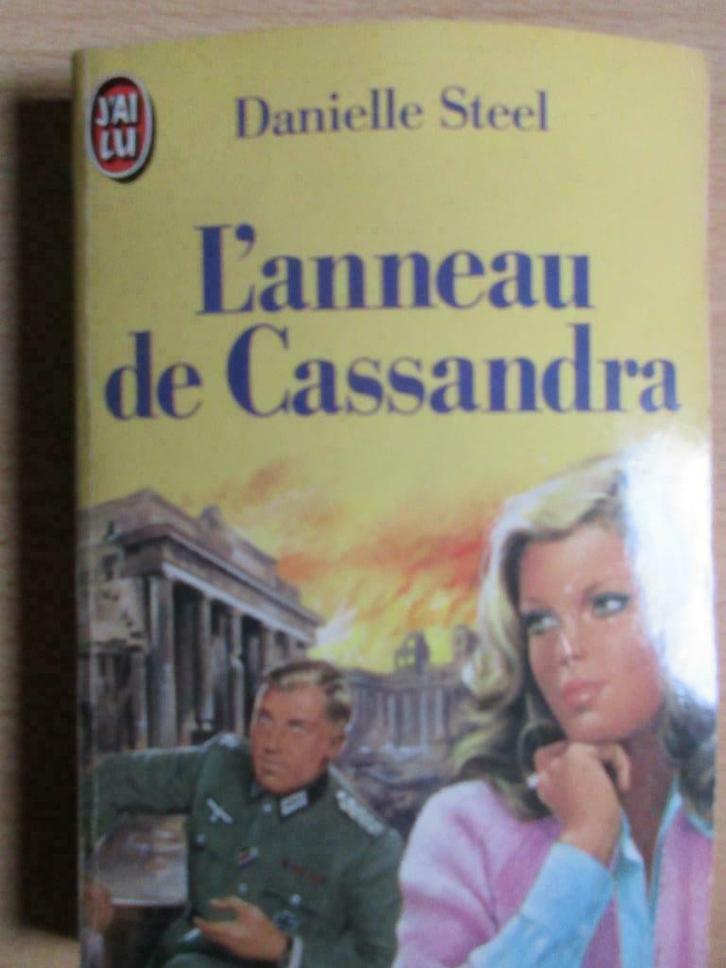 J'AI
LU
Danielle Steel
L'anneau
de Cassandra